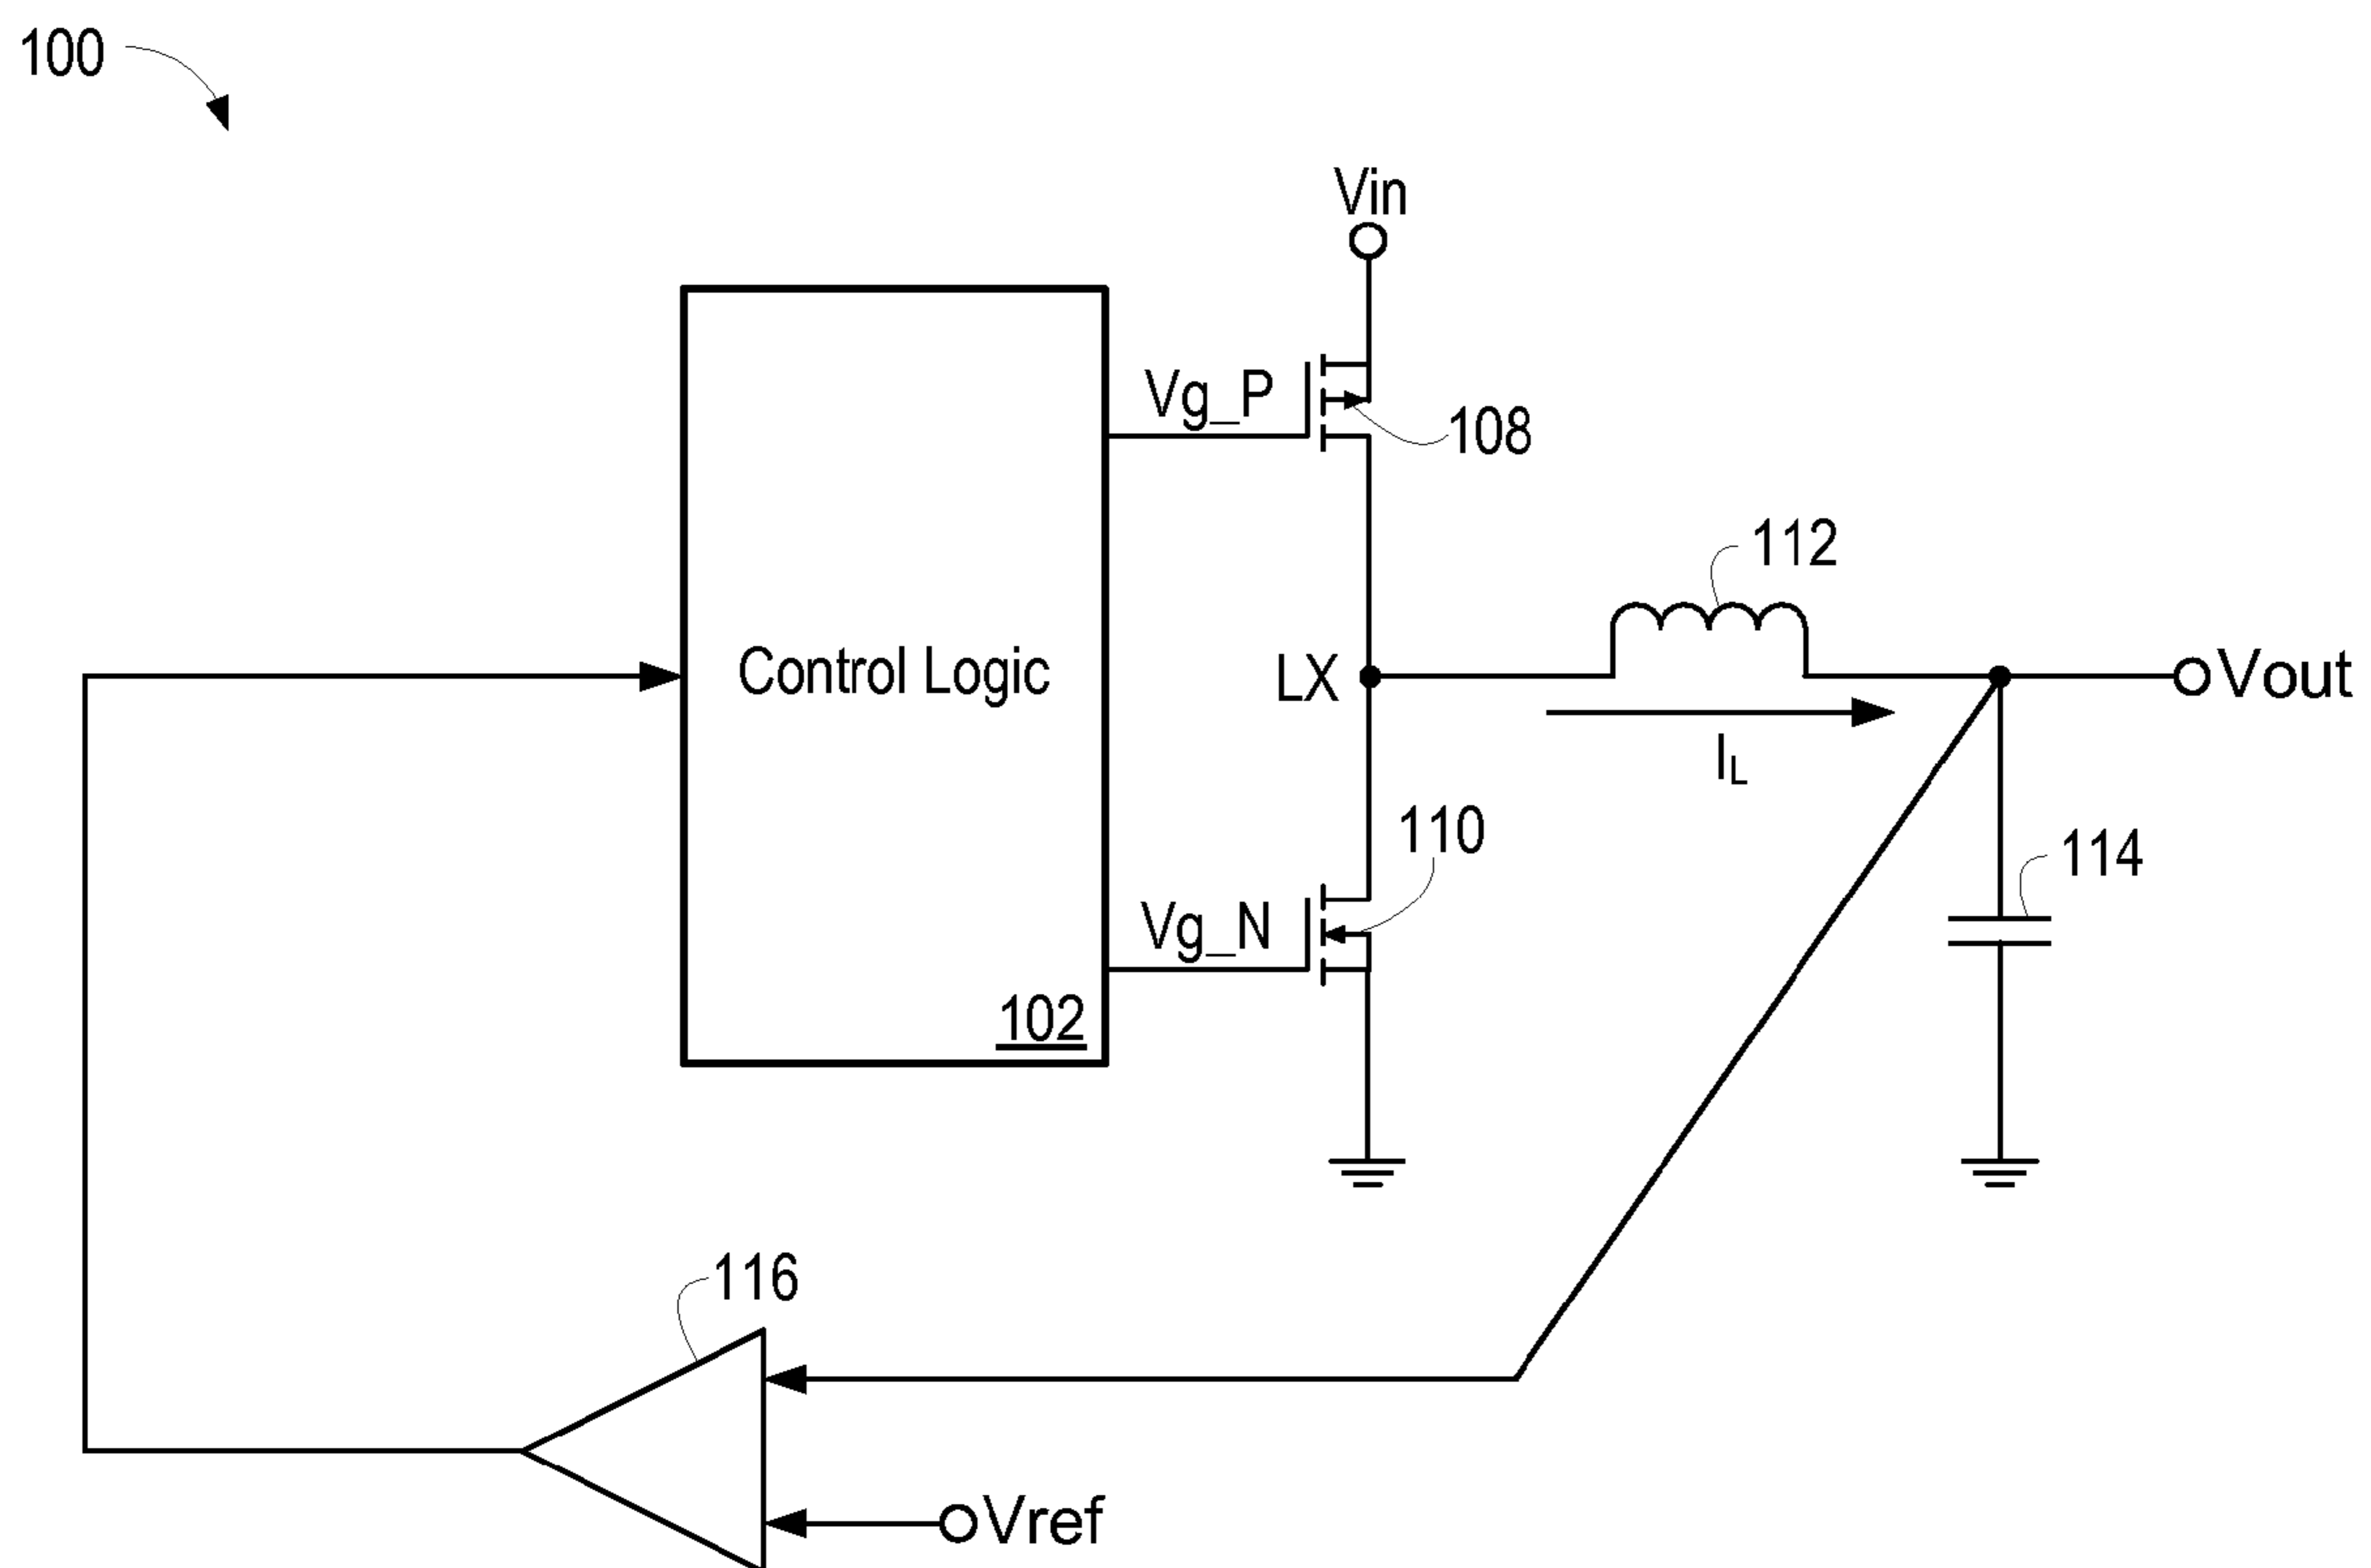 100
Vin
Vg_P
108
112
Control Logic
LX
Vout
IL
110
114
Vg_N
102
116
Vref